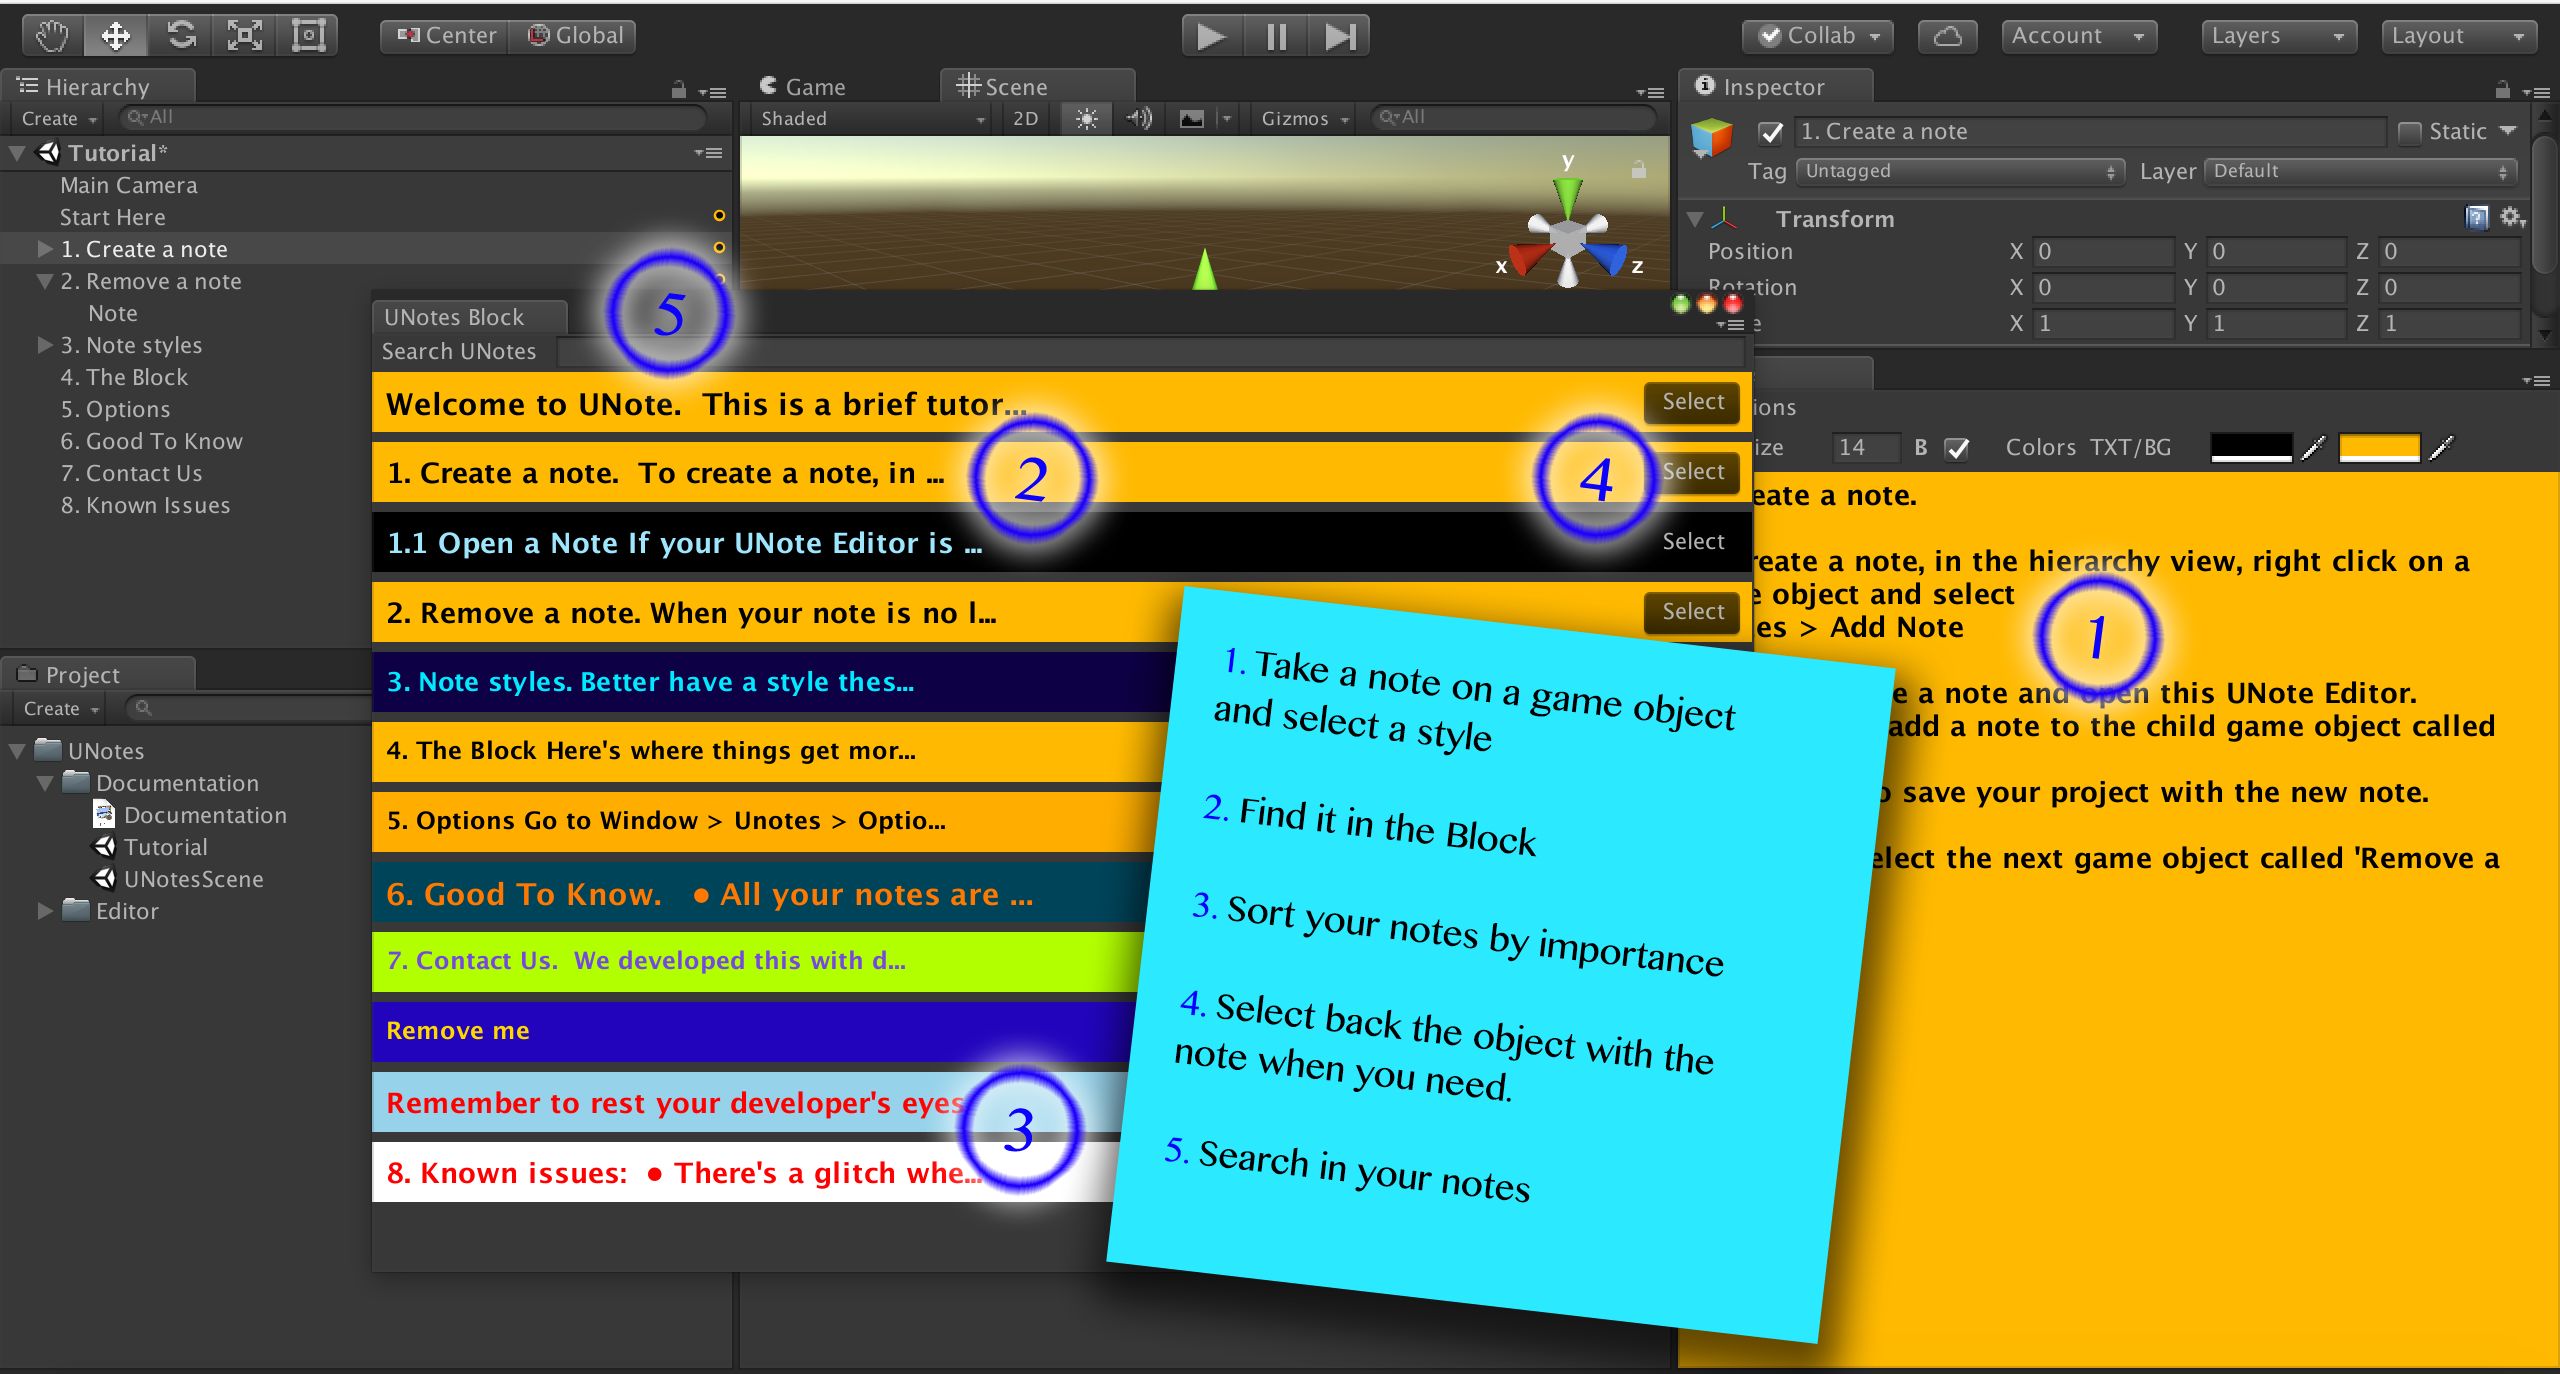 Center Global
Collab Account Layers Layout
Hierarchy
Create All
Tutorial*
Main Camera
Start Here
1. Create a note
2. Remove a note
Note
3. Note styles
4. The Block
5. Options
6. Good To Know
7. Contact Us
8. Known Issues
Project
Create
UNotes
Documentation
Documentation
Tutorial
UNotesScene
Editor
Game Scene
Shaded 2D Gizmos All
y
x z
UNotes Block
Search UNotes
Welcome to UNote. This is a brief tutor... Select
1. Create a note. To create a note, in ... Select
1.1 Open a Note If your UNote Editor is ... Select
2. Remove a note. When your note is no l... Select
3. Note styles. Better have a style thes...
4. The Block Here's where things get mor...
5. Options Go to Window > Unotes > Optio...
6. Good To Know. ● All your notes are ...
7. Contact Us. We developed this with d...
Remove me
Remember to rest your developer's eyes
8. Known issues: ● There's a glitch whe...
5
2
4
3
1
1. Take a note on a game object
and select a style
2. Find it in the Block
3. Sort your notes by importance
4. Select back the object with the
note when you need.
5. Search in your notes
Inspector
1. Create a note Static
Tag Untagged Layer Default
Transform
Position X 0 Y 0 Z 0
Rotation X 0 Y 0 Z 0
X 1 Y 1 Z 1
ions
ize 14 B Colors TXT/BG
eate a note.
reate a note, in the hierarchy view, right click on a
e object and select
es > Add Note
e a note and open this UNote Editor.
add a note to the child game object called
o save your project with the new note.
elect the next game object called 'Remove a